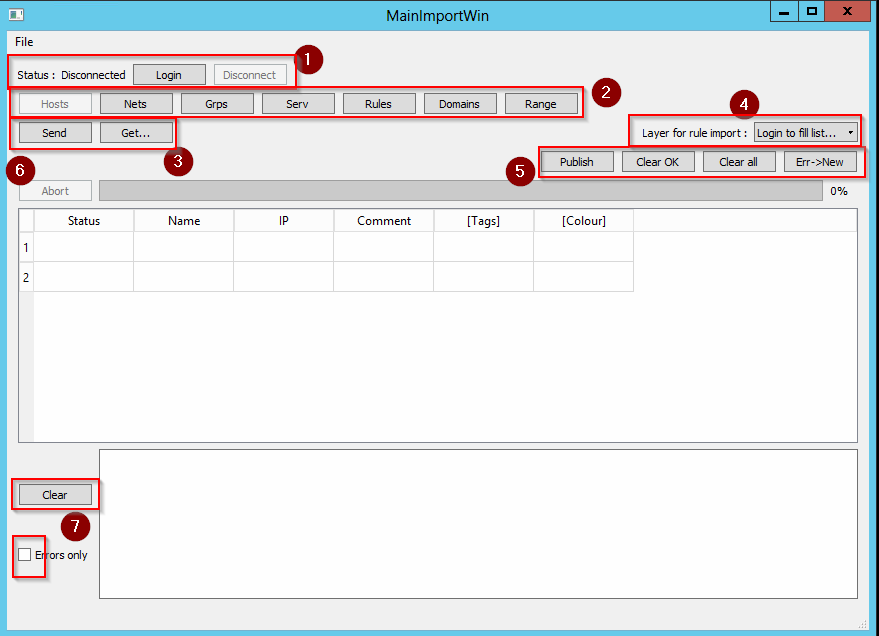 MainImportWin
File
1
Status : Disconnected Login Disconnect
2
Hosts Nets Grps Serv Rules Domains Range
4
Send Get... Layer for rule import : Login to fill list...
3
5 Publish Clear OK Clear all Err->New
6
Abort 0%
Status Name IP Comment [Tags] [Colour]
1
2
Clear
7
Errors only